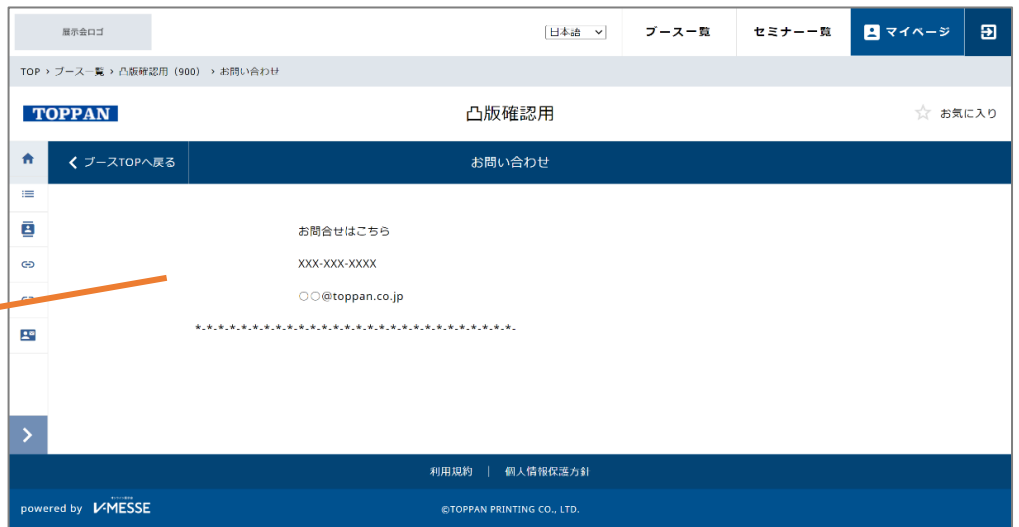 展示会ロゴ
日本語
ブース一覧
セミナー一覧
マイページ
TOP › ブース一覧 › 凸版確認用（900） › お問い合わせ
TOPPAN
凸版確認用
お気に入り
ブースTOPへ戻る
お問い合わせ
お問合せはこちら
XXX-XXX-XXXX
〇〇@toppan.co.jp
*-*-*-*-*-*-*-*-*-*-*-*-*-*-*-*-*-*-*-*-*-*-*-*-*-*-*-*-
利用規約 | 個人情報保護方針
powered by V-MESSE
©TOPPAN PRINTING CO., LTD.